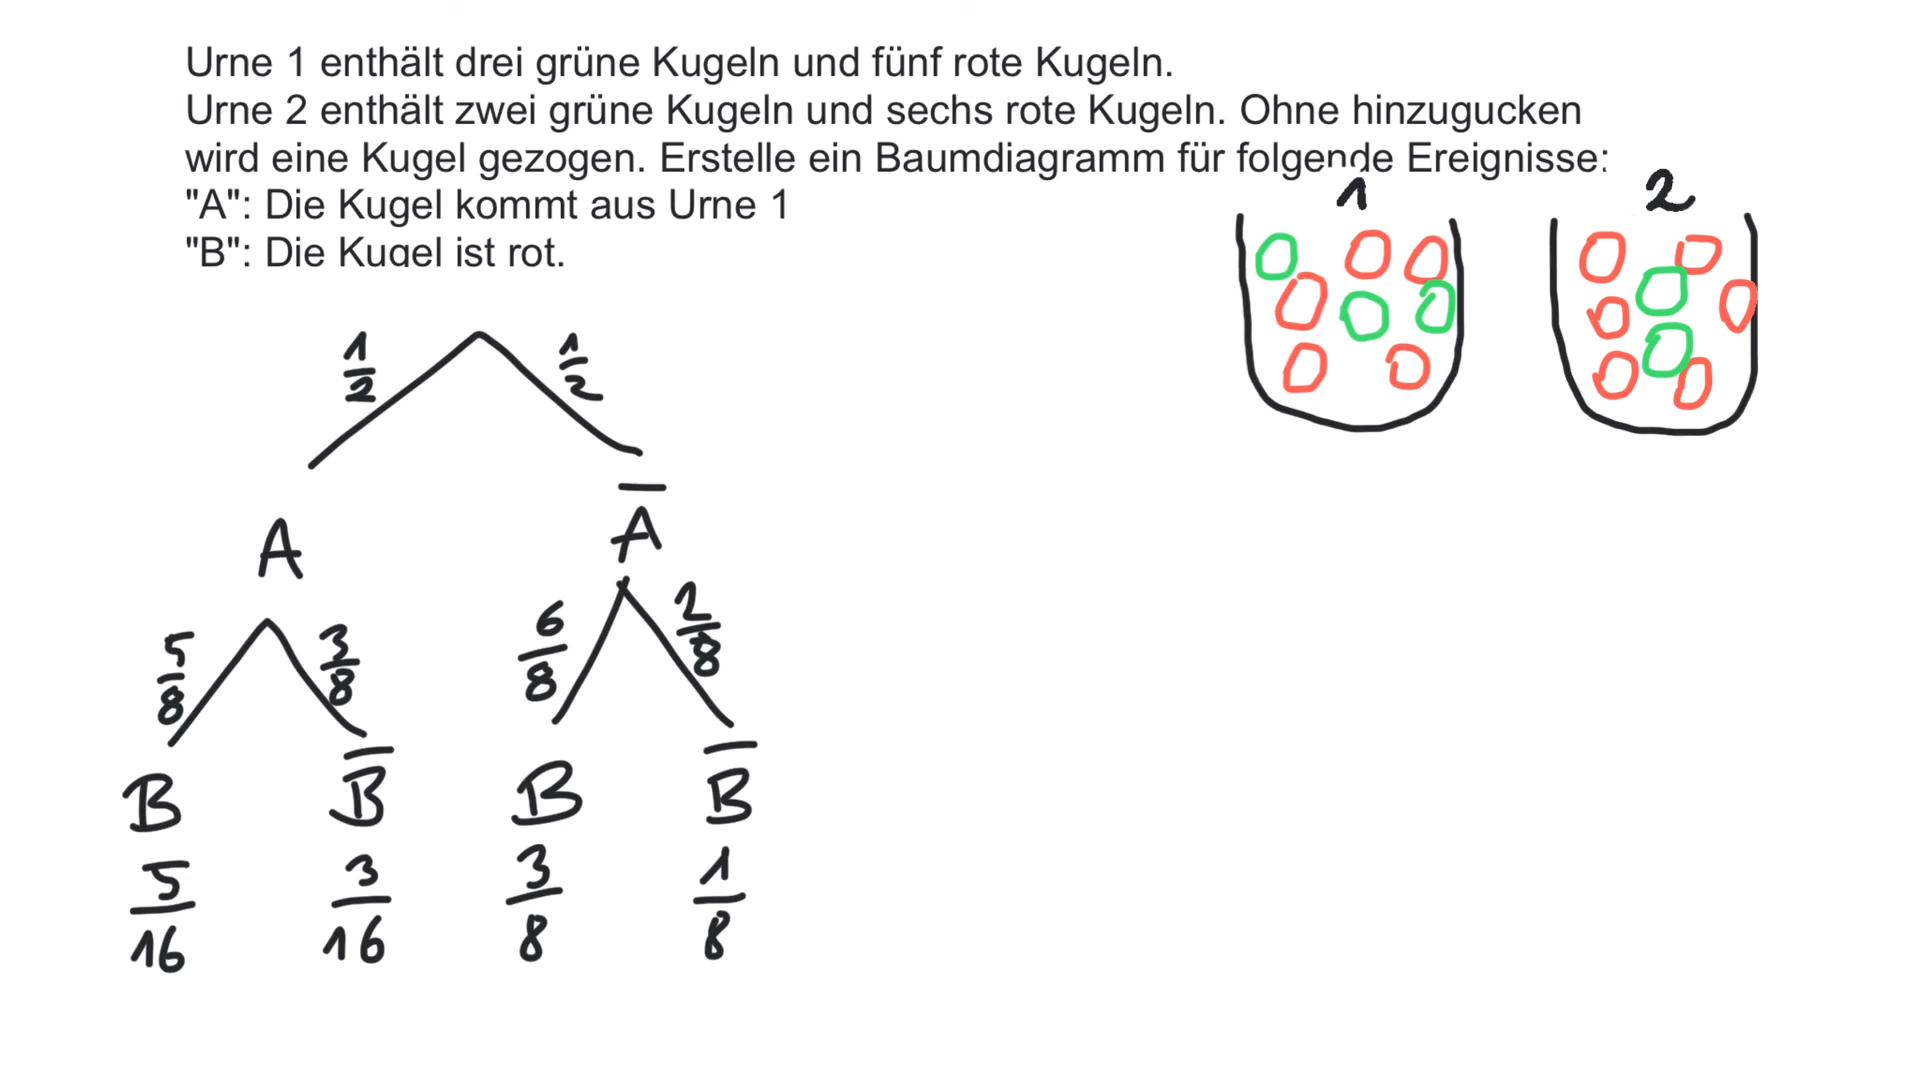 Urne 1 enthält drei grüne Kugeln und fünf rote Kugeln.
Urne 2 enthält zwei grüne Kugeln und sechs rote Kugeln. Ohne hinzugucken
wird eine Kugel gezogen. Erstelle ein Baumdiagramm für folgende Ereignisse:
"A": Die Kugel kommt aus Urne 1
"B": Die Kugel ist rot.
1 2
1/2 1/2
A A̅
5/8 3/8 6/8 2/8
B B̅ B B̅
5/16 3/16 3/8 1/8